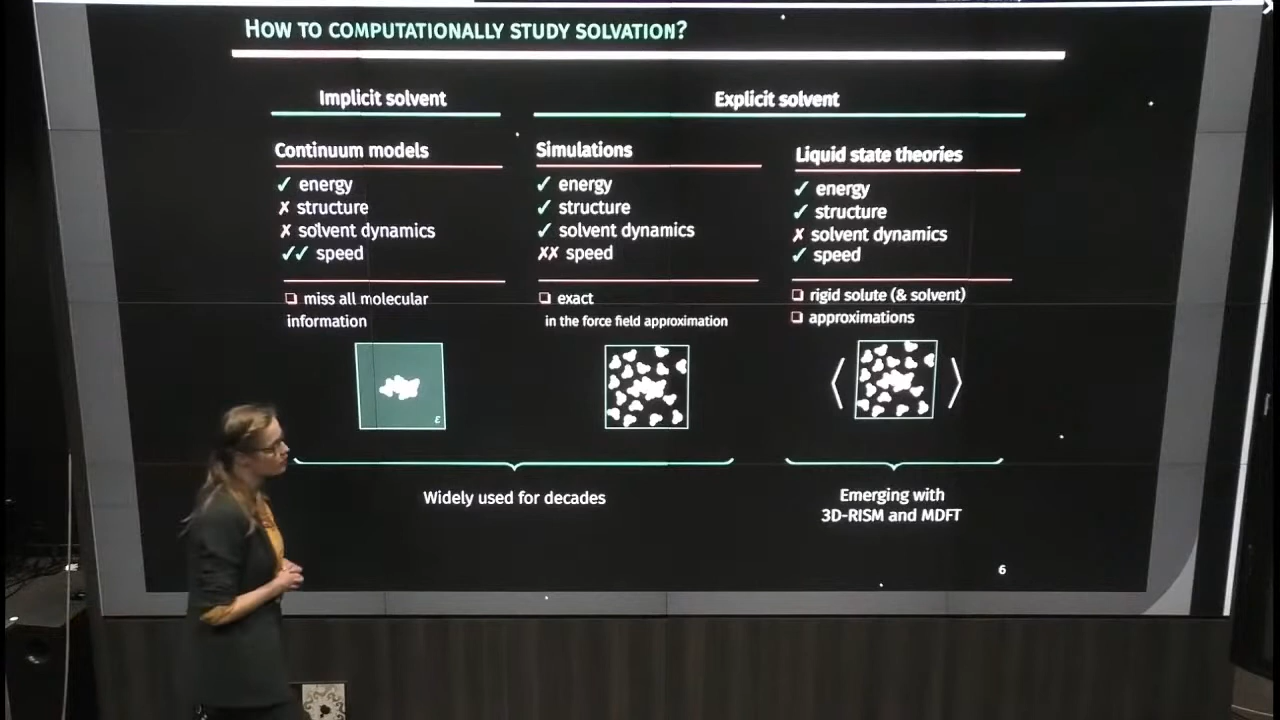 HOW TO COMPUTATIONALLY STUDY SOLVATION?
Implicit solvent
Explicit solvent
Continuum models
✓ energy
✗ structure
✗ solvent dynamics
✓✓ speed
❑ miss all molecular
information
ε
Simulations
✓ energy
✓ structure
✓ solvent dynamics
✗✗ speed
❑ exact
in the force field approximation
Liquid state theories
✓ energy
✓ structure
✗ solvent dynamics
✓ speed
❑ rigid solute (& solvent)
❑ approximations
Widely used for decades
Emerging with
3D-RISM and MDFT
6